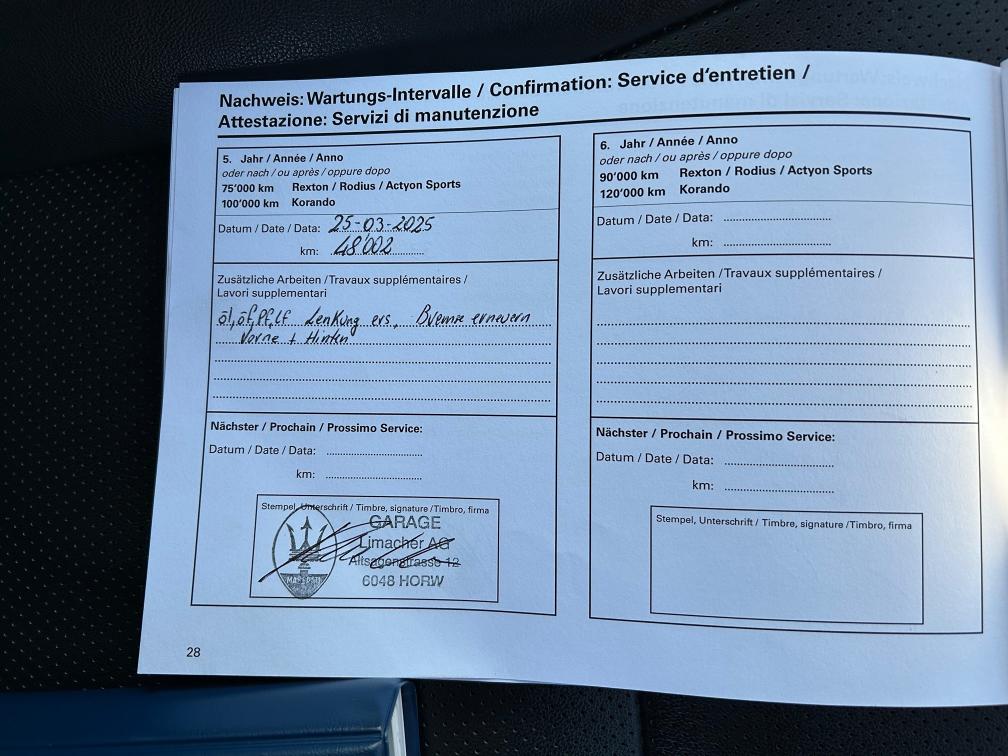 Nachweis: Wartungs-Intervalle / Confirmation: Service d'entretien /
Attestazione: Servizi di manutenzione
5. Jahr / Année / Anno
oder nach / ou après / oppure dopo
75'000 km Rexton / Rodius / Actyon Sports
100'000 km Korando
Datum / Date / Data: 25-03-2025
km: 48'002
Zusätzliche Arbeiten / Travaux supplémentaires /
Lavori supplementari
öl, öf, Pf, Lf Lenkung ers, Bremse erneuern
Vorne + Hinten
Nächster / Prochain / Prossimo Service:
Datum / Date / Data:
km:
Stempel, Unterschrift / Timbre, signature / Timbro, firma
GARAGE
Limacher AG
Altsagenstrasse 12
6048 HORW
MASERATI
28
6. Jahr / Année / Anno
oder nach / ou après / oppure dopo
90'000 km Rexton / Rodius / Actyon Sports
120'000 km Korando
Datum / Date / Data:
km:
Zusätzliche Arbeiten / Travaux supplémentaires /
Lavori supplementari
Nächster / Prochain / Prossimo Service:
Datum / Date / Data:
km:
Stempel, Unterschrift / Timbre, signature / Timbro, firma